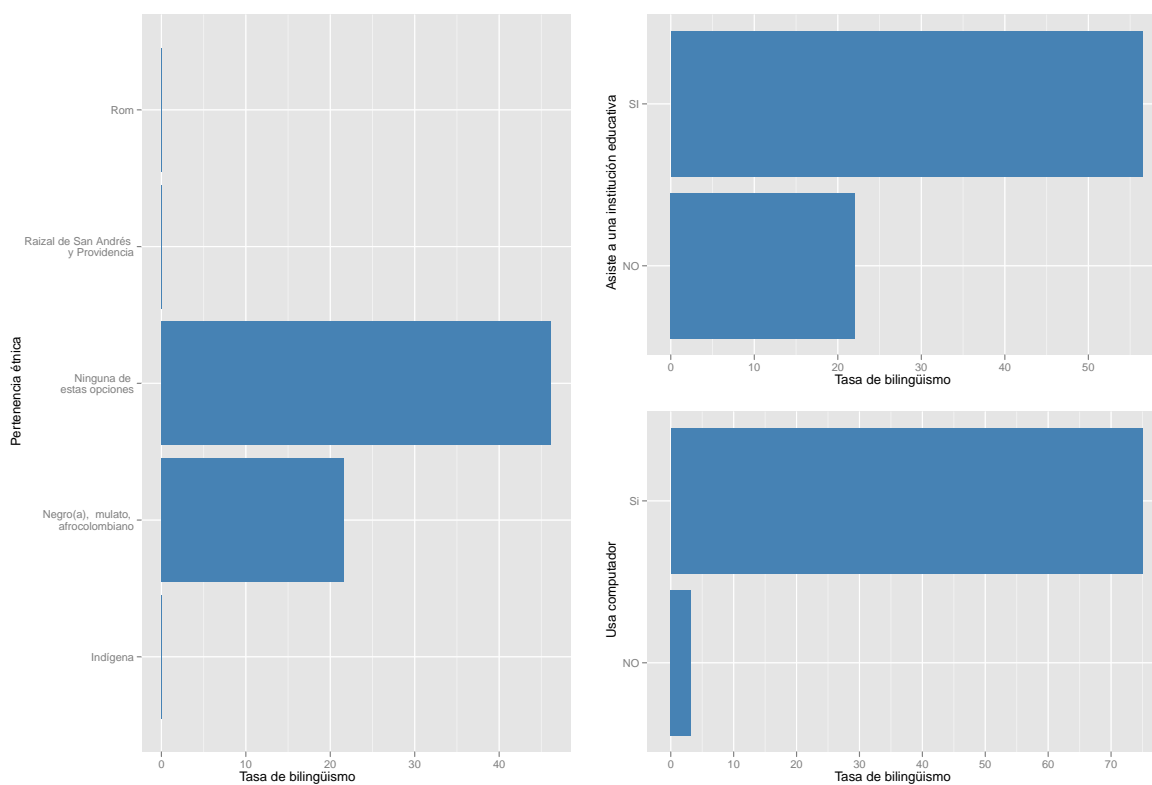 Pertenencia étnica
Rom
Raizal de San Andrés
y Providencia
Ninguna de
estas opciones
Negro(a), mulato,
afrocolombiano
Indígena
0 20 40
Tasa de bilingüismo
Asiste a una institución educativa
SI
NO
0 10 20 30 40 50
Tasa de bilingüismo
Usa computador
Si
NO
0 10 20 30 40 50 60 70
Tasa de bilingüismo